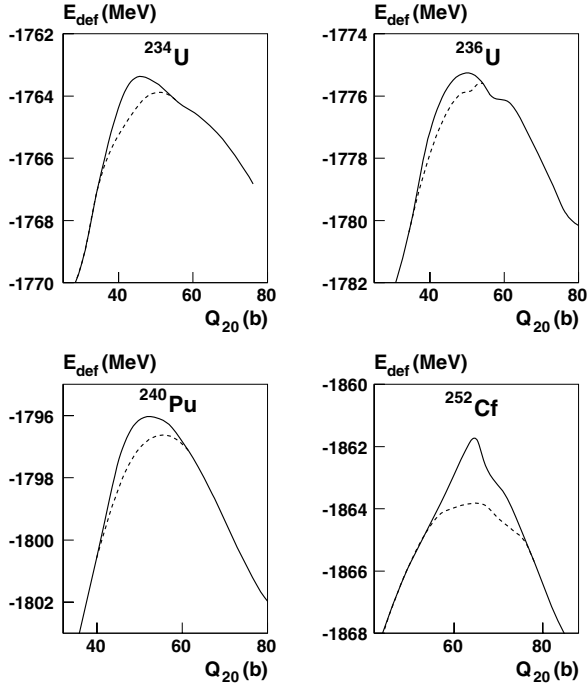 E_def (MeV)
-1762
-1764
-1766
-1768
-1770
234U
40 60 80
Q20 (b)
E_def (MeV)
-1774
-1776
-1778
-1780
-1782
236U
40 60 80
Q20 (b)
E_def (MeV)
-1796
-1798
-1800
-1802
240Pu
40 60 80
Q20 (b)
E_def (MeV)
-1860
-1862
-1864
-1866
-1868
252Cf
60 80
Q20 (b)